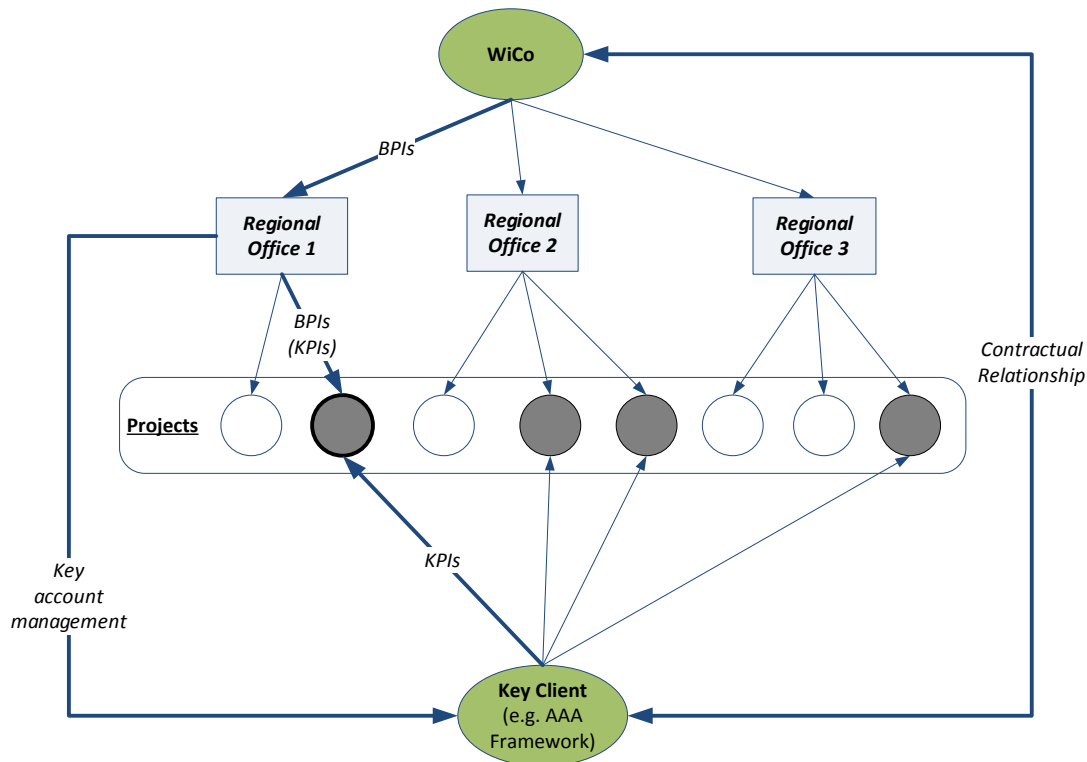 WiCo
BPIs
Regional
Office 1
Regional
Office 2
Regional
Office 3
BPIs
(KPIs)
Contractual
Relationship
Projects
KPIs
Key
account
management
Key Client
(e.g. AAA
Framework)